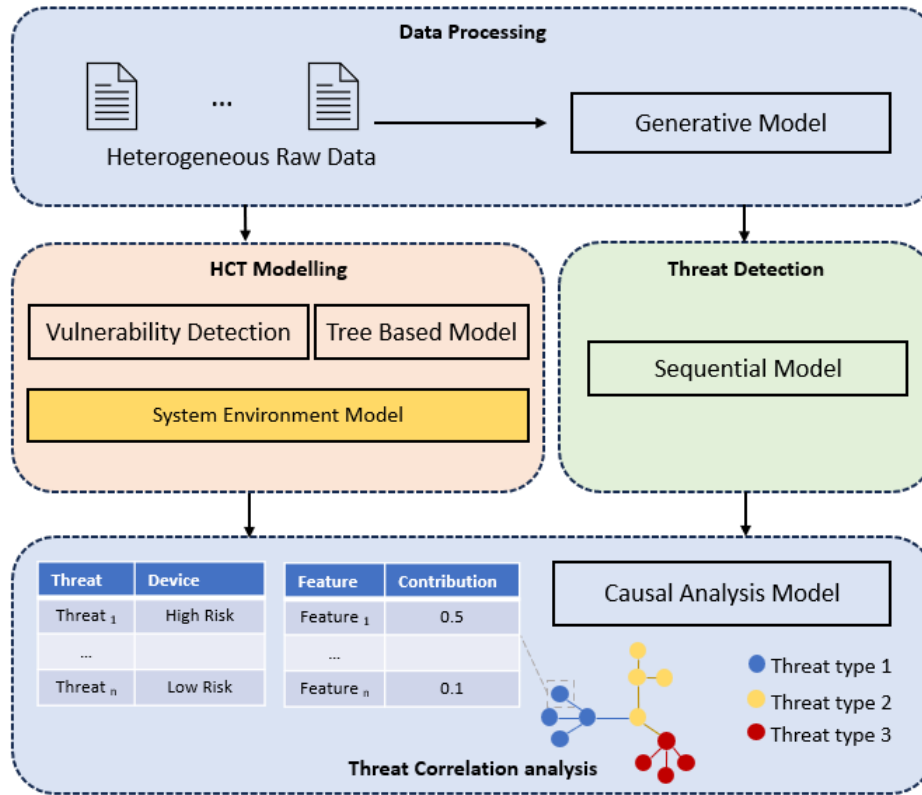 Data Processing
...
Heterogeneous Raw Data
Generative Model
HCT Modelling
Vulnerability Detection
Tree Based Model
System Environment Model
Threat Detection
Sequential Model
Threat Device
Threat 1 High Risk
...
Threat n Low Risk
Feature Contribution
Feature 1 0.5
...
Feature n 0.1
Causal Analysis Model
Threat type 1
Threat type 2
Threat type 3
Threat Correlation analysis